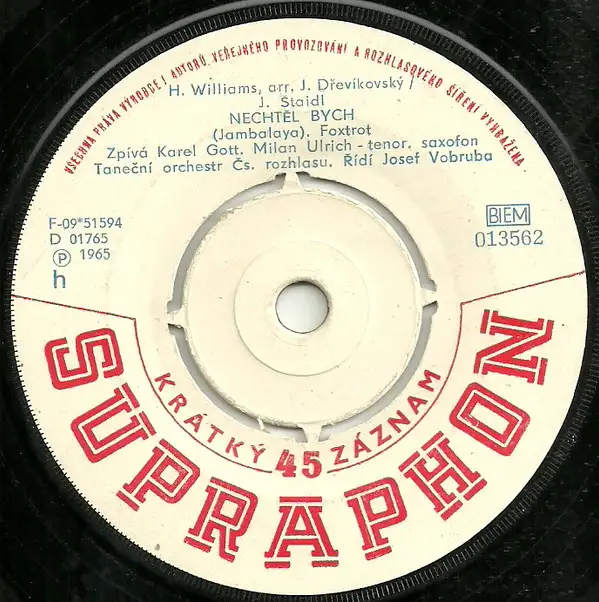 VŠECHNA PRÁVA VÝROBCE I AUTORŮ, VEŘEJNÉHO PROVOZOVÁNÍ A ROZHLASOVÉHO ŠÍŘENÍ VYHRAŽENA
H. Williams, arr. J. Dřevíkovský /
J. Štaidl
NECHTĚL BYCH
(Jambalaya). Foxtrot
Zpívá Karel Gott. Milan Ulrich - tenor. saxofon
Taneční orchestr Čs. rozhlasu. Řídí Josef Vobruba
F-09*51594
D 01765
Ⓟ 1965
h
BIEM
013562
KRÁTKÝ 45 ZÁZNAM
SUPRAPHON